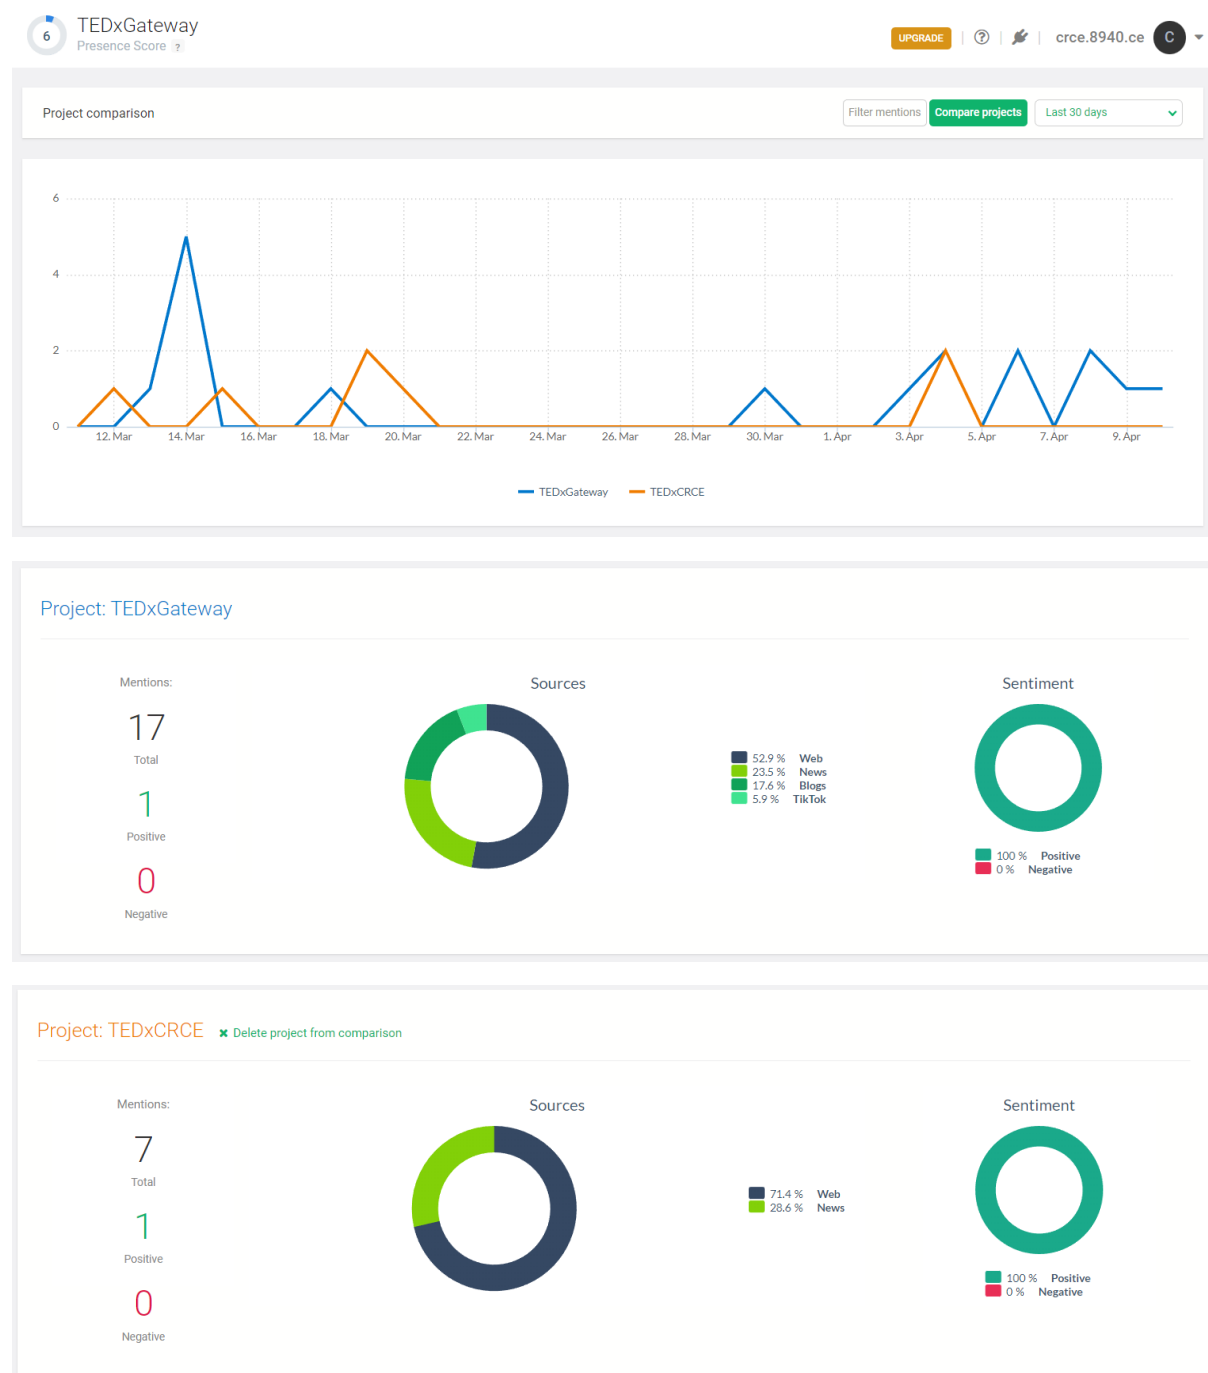 6
TEDxGateway
Presence Score ?
UPGRADE
crce.8940.ce
C
Project comparison
Filter mentions
Compare projects
Last 30 days
6
4
2
0
12. Mar 14. Mar 16. Mar 18. Mar 20. Mar 22. Mar 24. Mar 26. Mar 28. Mar 30. Mar 1. Apr 3. Apr 5. Apr 7. Apr 9. Apr
TEDxGateway TEDxCRCE
Project: TEDxGateway
Mentions:
17
Total
1
Positive
0
Negative
Sources
52.9 % Web
23.5 % News
17.6 % Blogs
5.9 % TikTok
Sentiment
100 % Positive
0 % Negative
Project: TEDxCRCE
Delete project from comparison
Mentions:
7
Total
1
Positive
0
Negative
Sources
71.4 % Web
28.6 % News
Sentiment
100 % Positive
0 % Negative